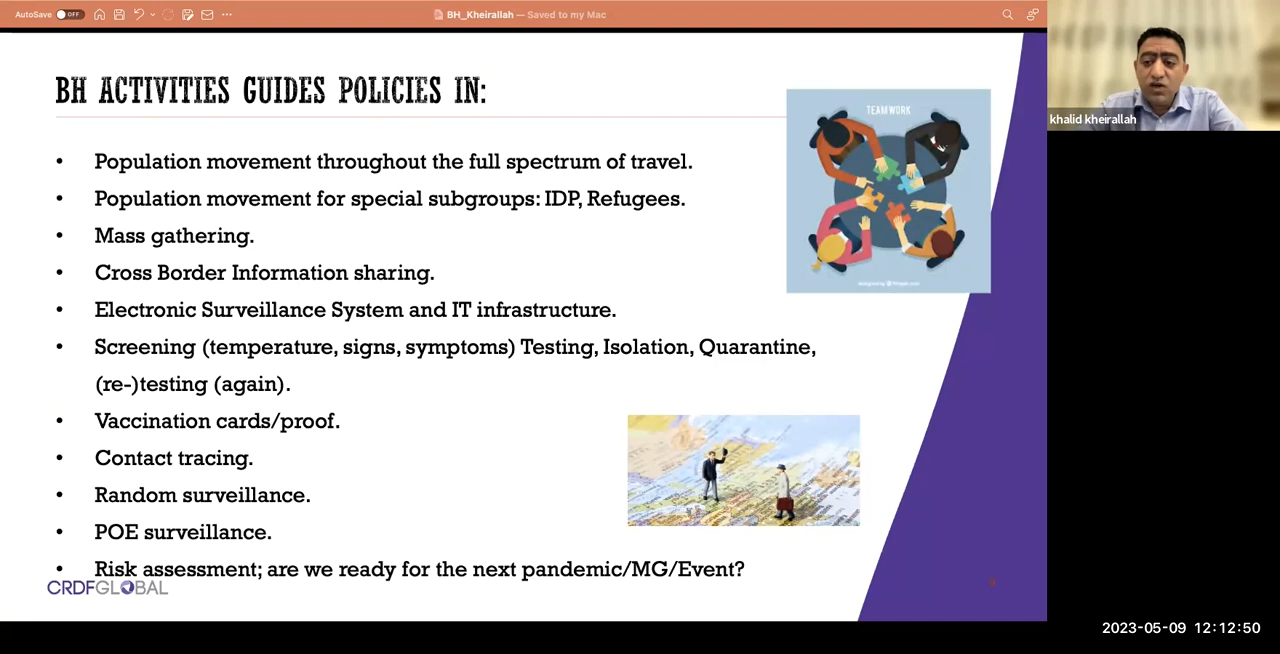 AutoSave OFF
BH_Kheirallah — Saved to my Mac
BH ACTIVITIES GUIDES POLICIES IN:
TEAMWORK
• Population movement throughout the full spectrum of travel.
• Population movement for special subgroups: IDP, Refugees.
• Mass gathering.
• Cross Border Information sharing.
• Electronic Surveillance System and IT infrastructure.
• Screening (temperature, signs, symptoms) Testing, Isolation, Quarantine,
(re-)testing (again).
• Vaccination cards/proof.
• Contact tracing.
• Random surveillance.
• POE surveillance.
• Risk assessment; are we ready for the next pandemic/MG/Event?
CRDFGLOBAL
khalid kheirallah
2023-05-09 12:12:50